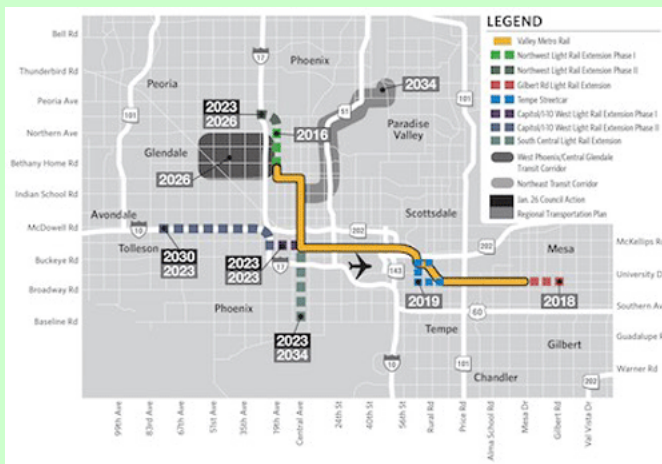 LEGEND
Valley Metro Rail
Northwest Light Rail Extension Phase I
Northwest Light Rail Extension Phase II
Gilbert Rd Light Rail Extension
Tempe Streetcar
Capitol/I-10 West Light Rail Extension Phase I
Capitol/I-10 West Light Rail Extension Phase II
South Central Light Rail Extension
West Phoenix/Central Glendale
Transit Corridor
Northeast Transit Corridor
Jan. 26 Council Action
Regional Transportation Plan
Bell Rd
Thunderbird Rd
Peoria Ave
Northern Ave
Bethany Home Rd
Indian School Rd
McDowell Rd
Buckeye Rd
Broadway Rd
Baseline Rd
17
Phoenix
Peoria
101
2023
2026
2016
Glendale
2026
51
2034
Paradise
Valley
101
Avondale
10
Tolleson
2030
2023
2023
2023
17
Phoenix
2023
2034
Scottsdale
202
202
143
2019
Tempe
10
Mesa
2018
60
Gilbert
101
Chandler
202
McKellips R
University D
Southern Av
Guadalupe R
Warner Rd
99th Ave
83rd Ave
67th Ave
51st Ave
35th Ave
19th Ave
Central Ave
24th St
40th St
56th St
Rural Rd
Price Rd
Alma School Rd
Mesa Dr
Gilbert Rd
Val Vista Dr